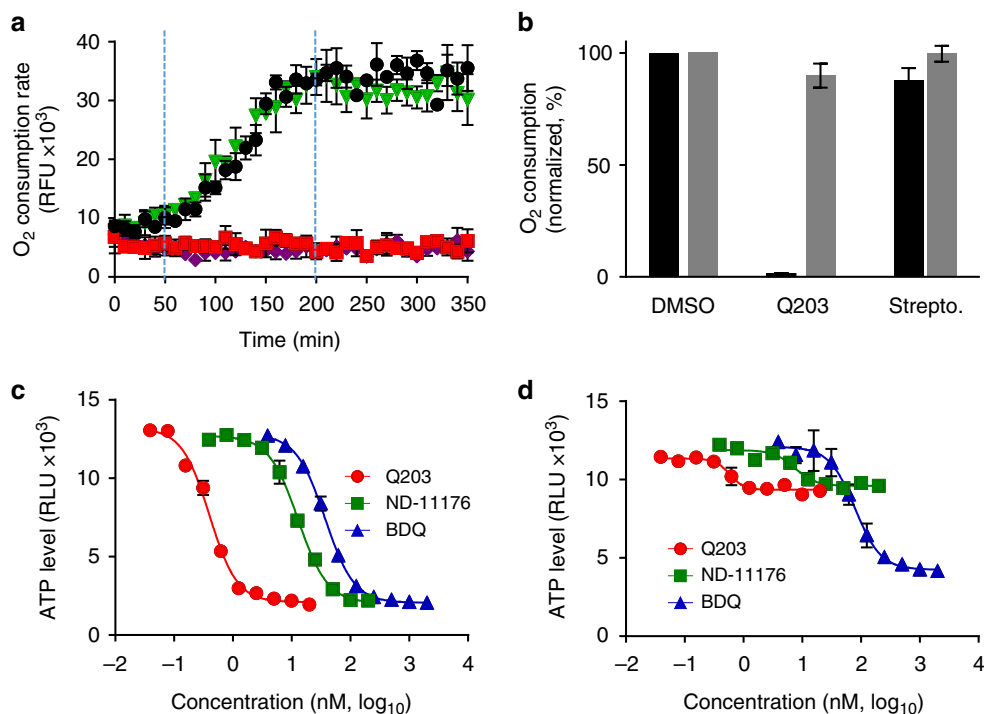 a
O₂ consumption rate
(RFU ×10³)
40
30
20
10
0
0 50 100 150 200 250 300 350
Time (min)
b
O₂ consumption
(normalized, %)
100
50
0
DMSO Q203 Strepto.
c
ATP level (RLU ×10³)
15
10
5
0
Q203
ND-11176
BDQ
–2 –1 0 1 2 3 4
Concentration (nM, log₁₀)
d
ATP level (RLU ×10³)
15
10
5
0
Q203
ND-11176
BDQ
–2 –1 0 1 2 3 4
Concentration (nM, log₁₀)